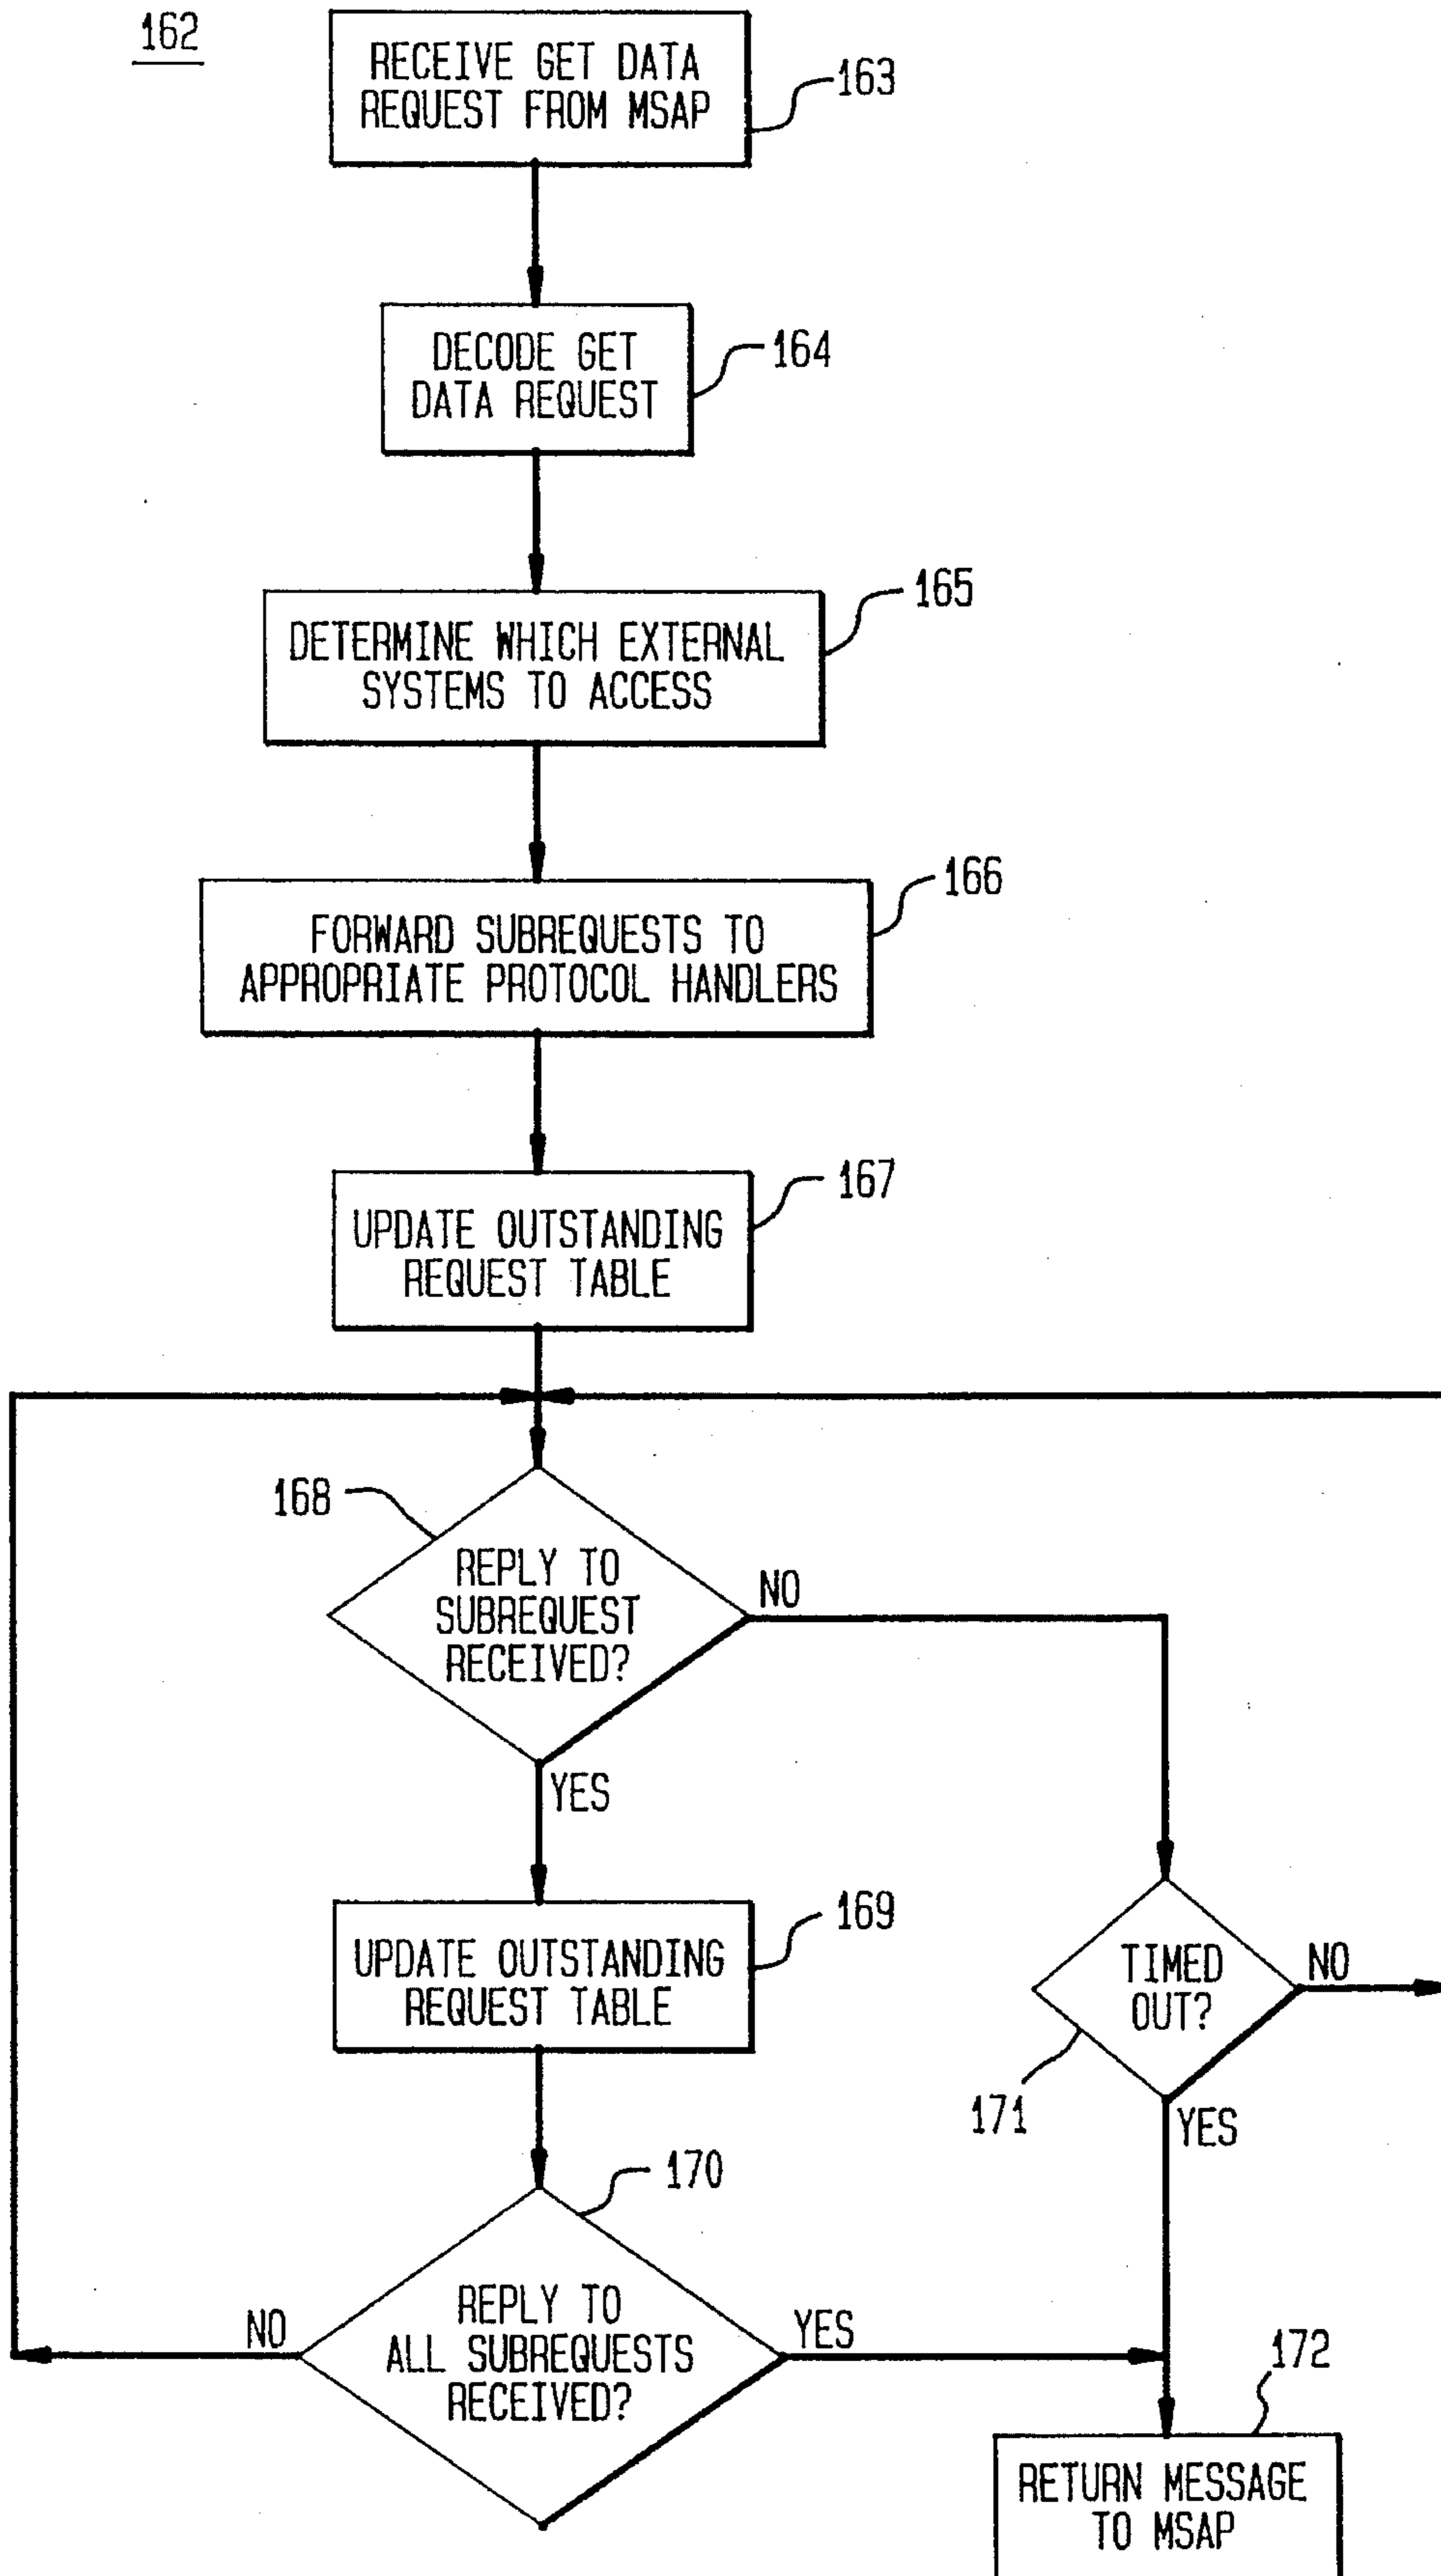 162
RECEIVE GET DATA
REQUEST FROM MSAP
163
DECODE GET
DATA REQUEST
164
DETERMINE WHICH EXTERNAL
SYSTEMS TO ACCESS
165
FORWARD SUBREQUESTS TO
APPROPRIATE PROTOCOL HANDLERS
166
UPDATE OUTSTANDING
REQUEST TABLE
167
168
REPLY TO
SUBREQUEST
RECEIVED?
NO
YES
UPDATE OUTSTANDING
REQUEST TABLE
169
TIMED
OUT?
NO
171
YES
170
REPLY TO
ALL SUBREQUESTS
RECEIVED?
NO
YES
172
RETURN MESSAGE
TO MSAP